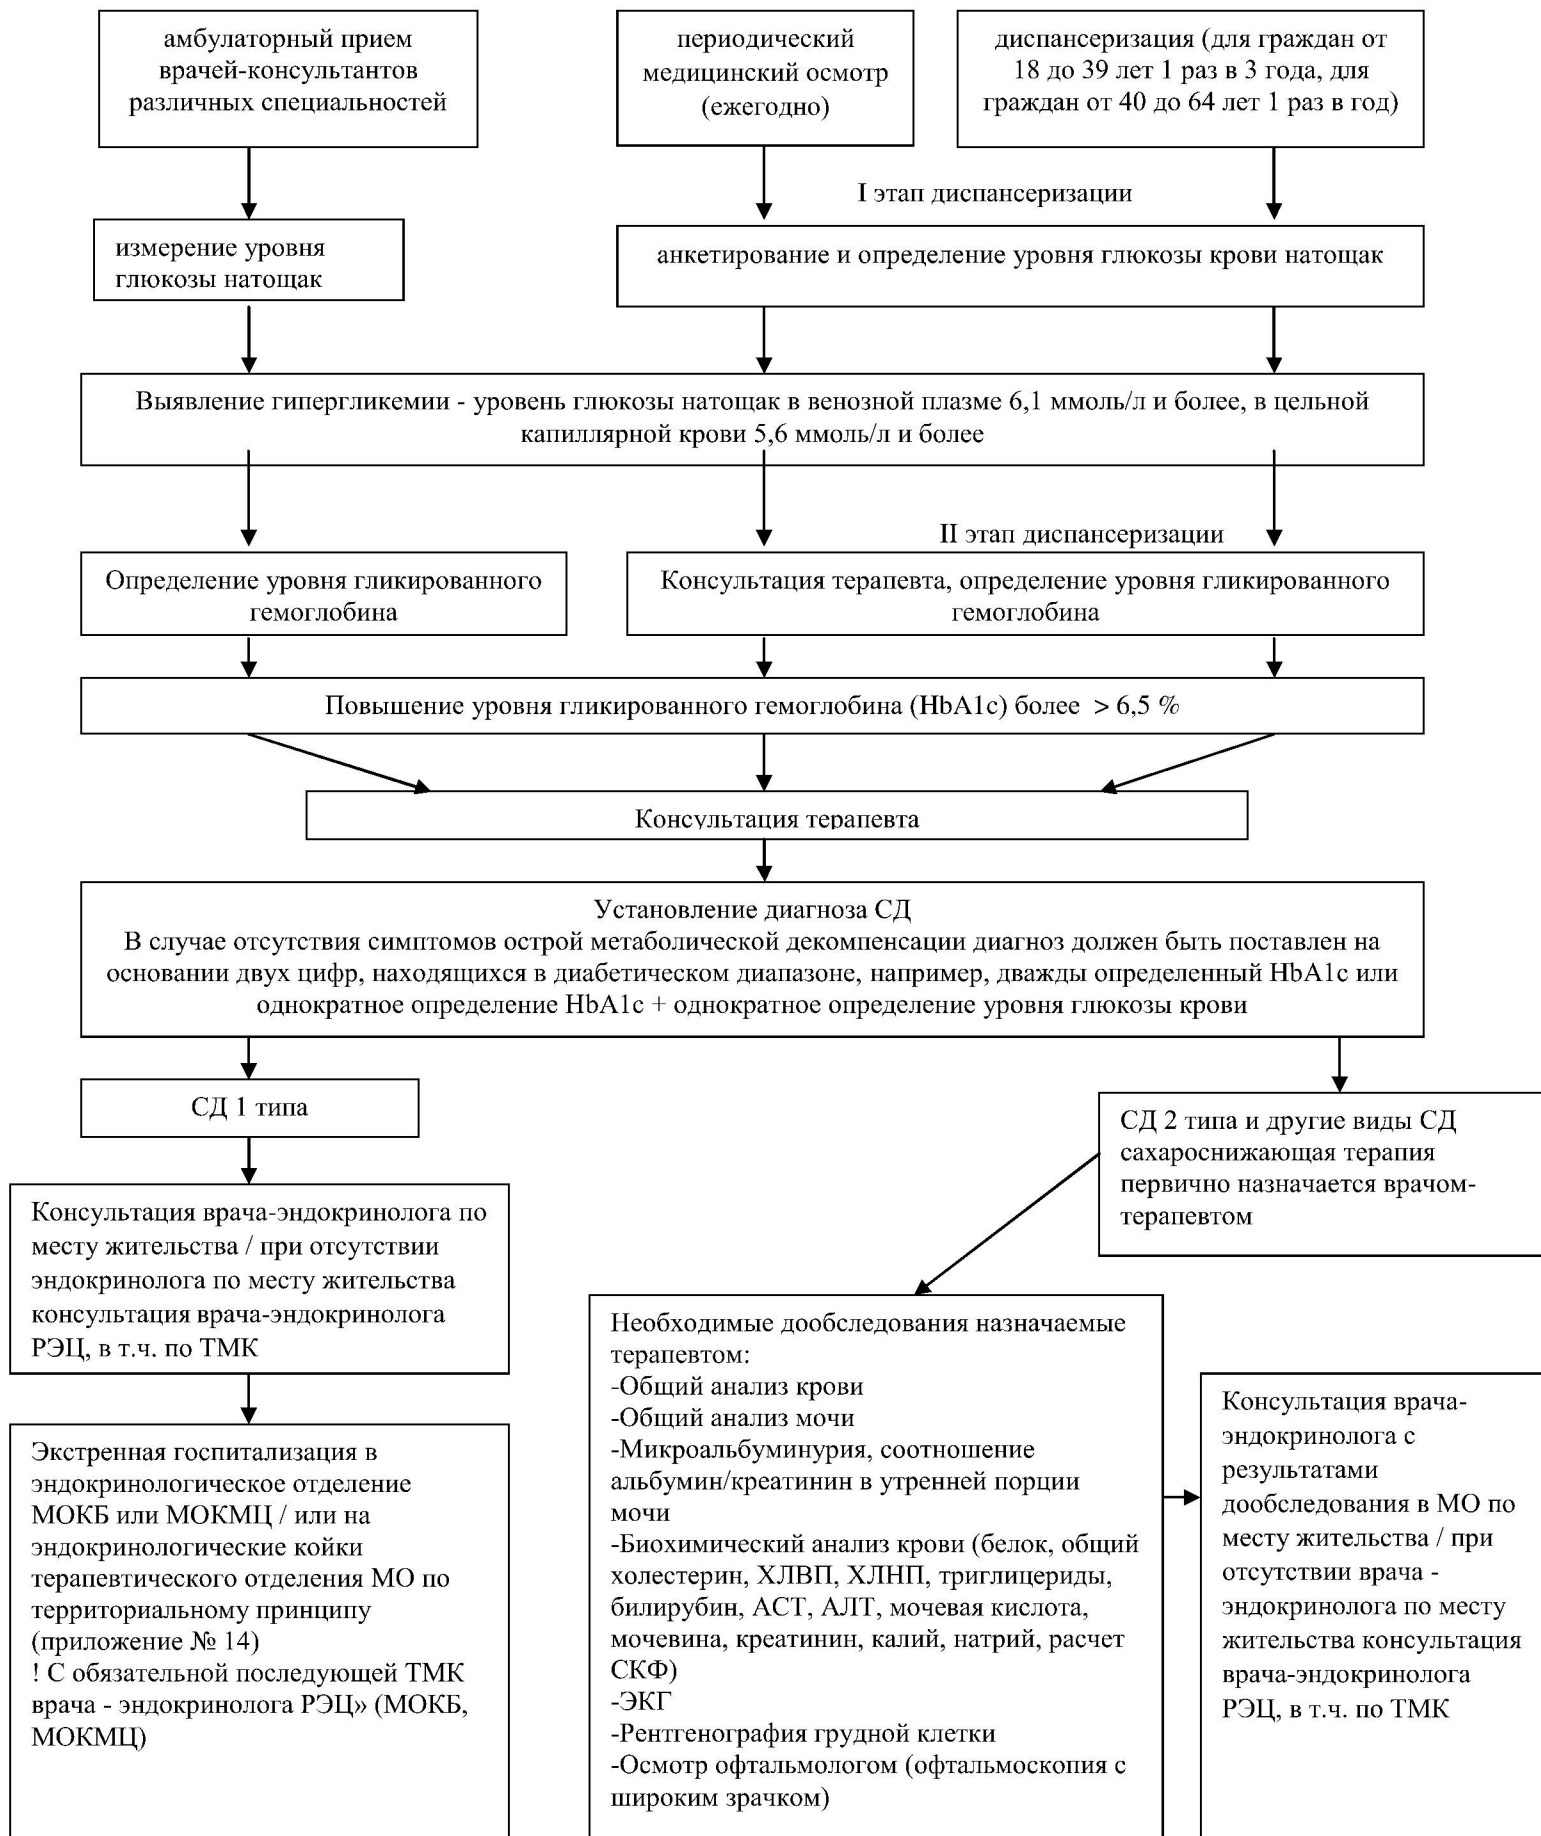 амбулаторный прием
врачей-консультантов
различных специальностей
периодический
медицинский осмотр
(ежегодно)
диспансеризация (для граждан от
18 до 39 лет 1 раз в 3 года, для
граждан от 40 до 64 лет 1 раз в год)
I этап диспансеризации
измерение уровня
глюкозы натощак
анкетирование и определение уровня глюкозы крови натощак
Выявление гипергликемии - уровень глюкозы натощак в венозной плазме 6,1 ммоль/л и более, в цельной
капиллярной крови 5,6 ммоль/л и более
II этап диспансеризации
Определение уровня гликированного
гемоглобина
Консультация терапевта, определение уровня гликированного
гемоглобина
Повышение уровня гликированного гемоглобина (HbA1c) более  > 6,5 %
Консультация терапевта
Установление диагноза СД
В случае отсутствия симптомов острой метаболической декомпенсации диагноз должен быть поставлен на
основании двух цифр, находящихся в диабетическом диапазоне, например, дважды определенный HbA1c или
однократное определение HbA1c + однократное определение уровня глюкозы крови
СД 1 типа
СД 2 типа и другие виды СД
сахароснижающая терапия
первично назначается врачом-
терапевтом
Консультация врача-эндокринолога по
месту жительства / при отсутствии
эндокринолога по месту жительства
консультация врача-эндокринолога
РЭЦ, в т.ч. по ТМК
Экстренная госпитализация в
эндокринологическое отделение
МОКБ или МОКМЦ / или на
эндокринологические койки
терапевтического отделения МО по
территориальному принципу
(приложение № 14)
! С обязательной последующей ТМК
врача - эндокринолога РЭЦ» (МОКБ,
МОКМЦ)
Необходимые дообследования назначаемые
терапевтом:
-Общий анализ крови
-Общий анализ мочи
-Микроальбуминурия, соотношение
альбумин/креатинин в утренней порции
мочи
-Биохимический анализ крови (белок, общий
холестерин, ХЛВП, ХЛНП, триглицериды,
билирубин, АСТ, АЛТ, мочевая кислота,
мочевина, креатинин, калий, натрий, расчет
СКФ)
-ЭКГ
-Рентгенография грудной клетки
-Осмотр офтальмологом (офтальмоскопия с
широким зрачком)
Консультация врача-
эндокринолога с
результатами
дообследования в МО по
месту жительства / при
отсутствии врача -
эндокринолога по месту
жительства консультация
врача-эндокринолога
РЭЦ, в т.ч. по ТМК